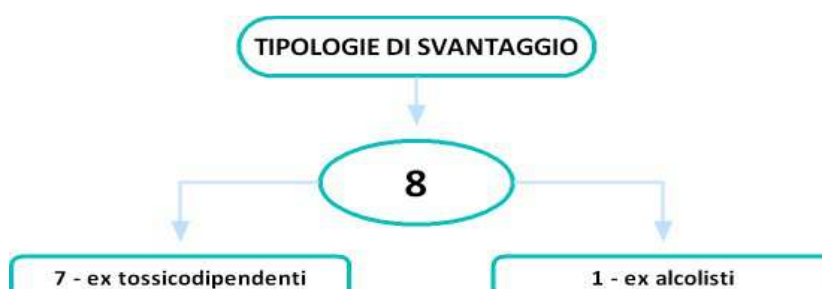 TIPOLOGIE DI SVANTAGGIO
8
7 - ex tossicodipendenti
1 - ex alcolisti